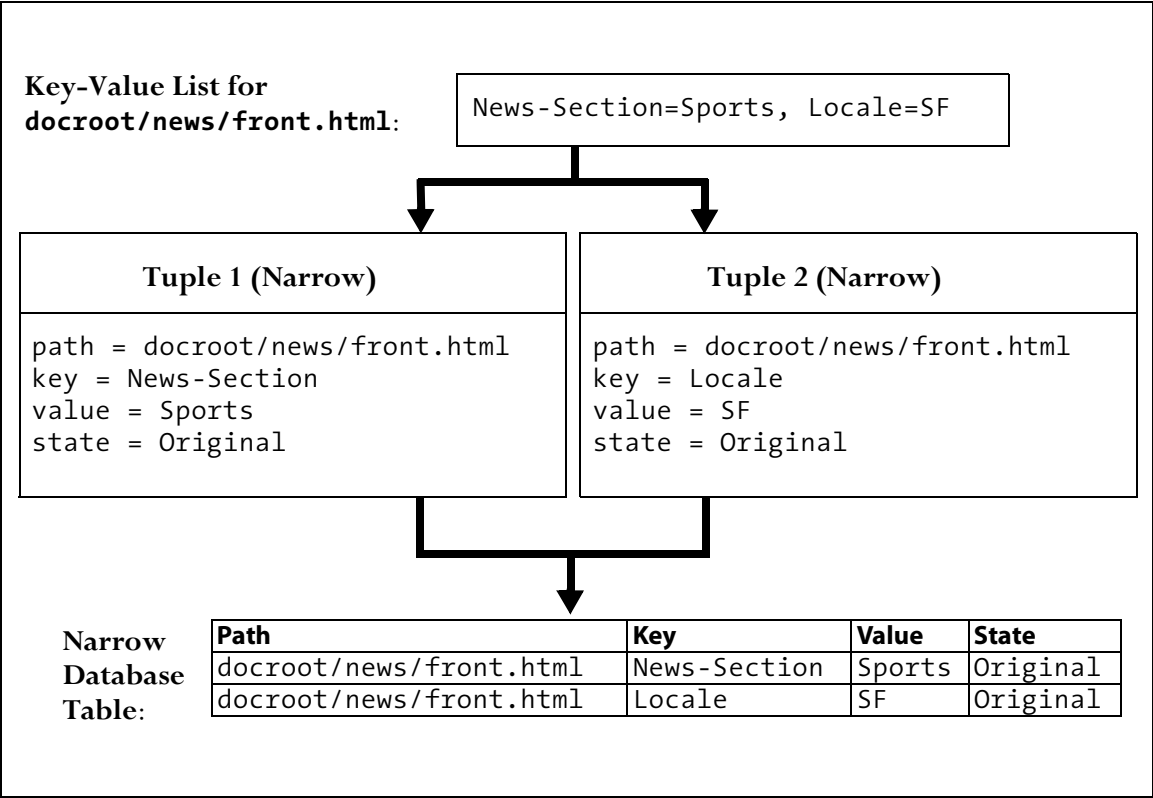 Key-Value List for
docroot/news/front.html:
News-Section=Sports, Locale=SF
Tuple 1 (Narrow)
path = docroot/news/front.html
key = News-Section
value = Sports
state = Original
Tuple 2 (Narrow)
path = docroot/news/front.html
key = Locale
value = SF
state = Original
Narrow
Database
Table:
Path Key Value State
docroot/news/front.html News-Section Sports Original
docroot/news/front.html Locale SF Original